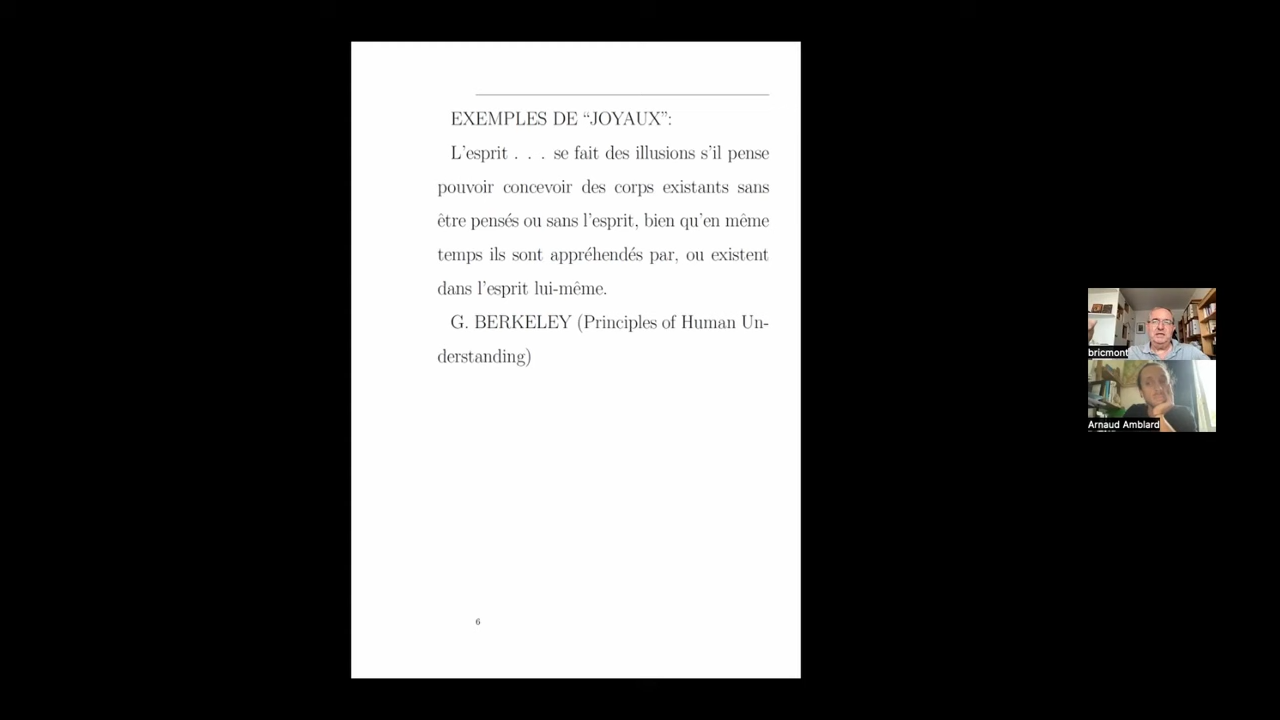 EXEMPLES DE “JOYAUX”:
L’esprit . . . se fait des illusions s’il pense
pouvoir concevoir des corps existants sans
être pensés ou sans l’esprit, bien qu’en même
temps ils sont appréhendés par, ou existent
dans l’esprit lui-même.
G. BERKELEY (Principles of Human Un-
derstanding)
6
bricmont
Arnaud Amblard